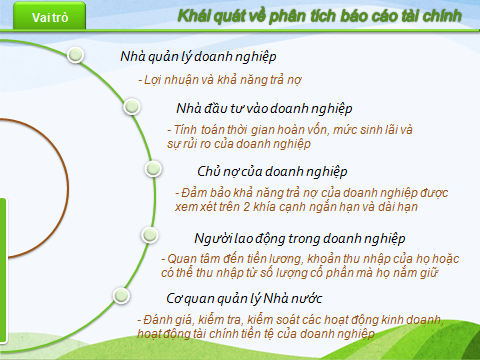 Vai trò
Khái quát về phân tích báo cáo tài chính
Nhà quản lý doanh nghiệp
- Lợi nhuận và khả năng trả nợ
Nhà đầu tư vào doanh nghiệp
- Tính toán thời gian hoàn vốn, mức sinh lãi và
sự rủi ro của doanh nghiệp
Chủ nợ của doanh nghiệp
- Đảm bảo khả năng trả nợ của doanh nghiệp được
xem xét trên 2 khía cạnh ngắn hạn và dài hạn
Người lao động trong doanh nghiệp
- Quan tâm đến tiền lương, khoản thu nhập của họ hoặc
có thể thu nhập từ số lượng cổ phần mà họ nắm giữ
Cơ quan quản lý Nhà nước
- Đánh giá, kiểm tra, kiểm soát các hoạt động kinh doanh,
hoạt động tài chính tiền tệ của doanh nghiệp